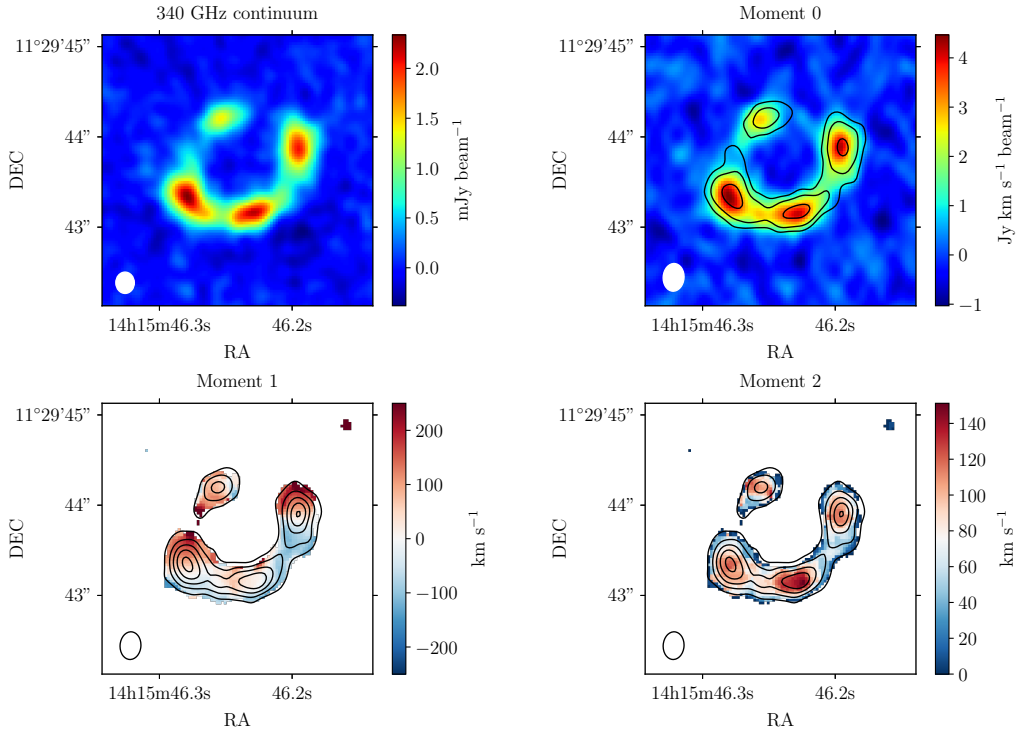 340 GHz continuum
11°29'45"
44"
43"
DEC
14h15m46.3s
46.2s
RA
2.0
1.5
1.0
0.5
0.0
mJy beam−1
Moment 0
11°29'45"
44"
43"
DEC
14h15m46.3s
46.2s
RA
4
3
2
1
0
−1
Jy km s−1 beam−1
Moment 1
11°29'45"
44"
43"
DEC
14h15m46.3s
46.2s
RA
200
100
0
−100
−200
km s−1
Moment 2
11°29'45"
44"
43"
DEC
14h15m46.3s
46.2s
RA
140
120
100
80
60
40
20
0
km s−1